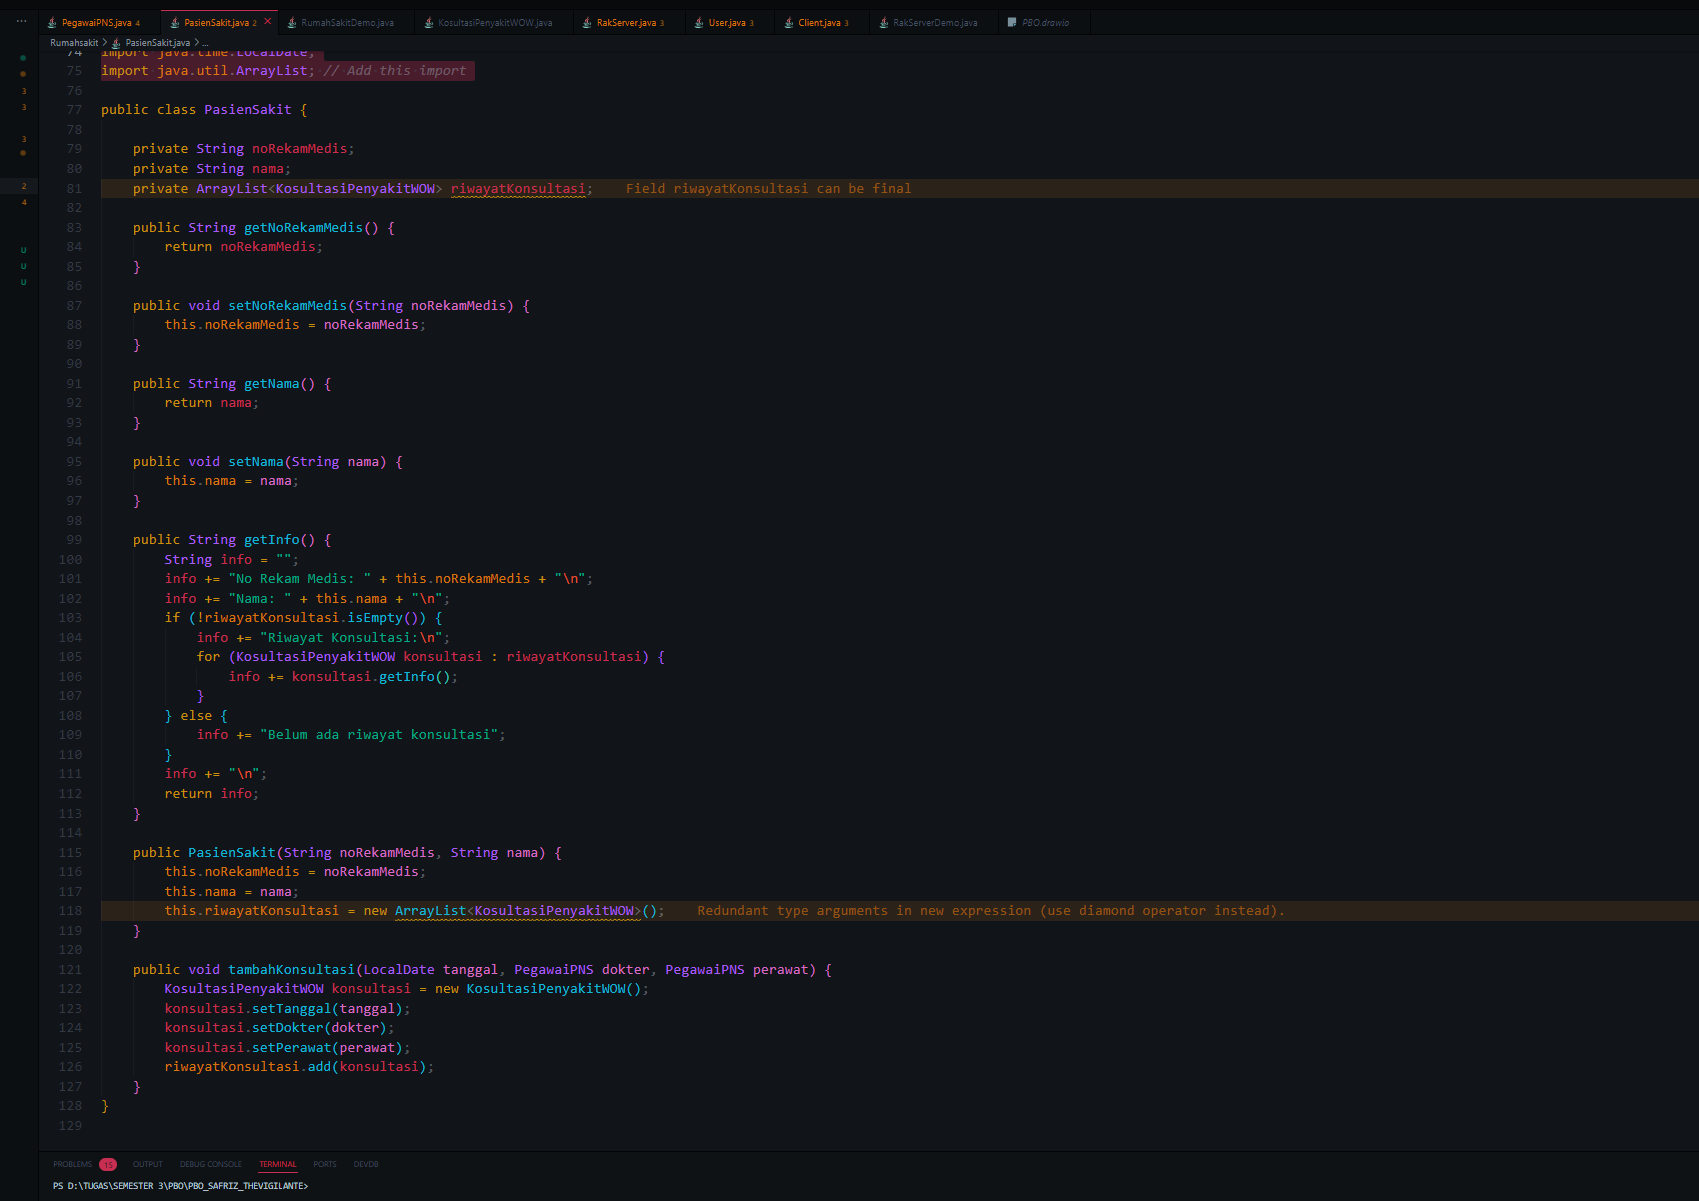 ... PegawaiPNS.java 4 PasienSakit.java 2 × RumahSakitDemo.java KosultasiPenyakitWOW.java RakServer.java 3 User.java 3 Client.java 3 RakServerDemo.java PBO.drawio
Rumahsakit > PasienSakit.java > ...
74 import java.time.LocalDate;
75 import java.util.ArrayList; // Add this import
76
77 public class PasienSakit {
78
79     private String noRekamMedis;
80     private String nama;
81     private ArrayList<KosultasiPenyakitWOW> riwayatKonsultasi;    Field riwayatKonsultasi can be final
82
83     public String getNoRekamMedis() {
84         return noRekamMedis;
85     }
86
87     public void setNoRekamMedis(String noRekamMedis) {
88         this.noRekamMedis = noRekamMedis;
89     }
90
91     public String getNama() {
92         return nama;
93     }
94
95     public void setNama(String nama) {
96         this.nama = nama;
97     }
98
99     public String getInfo() {
100         String info = "";
101         info += "No Rekam Medis: " + this.noRekamMedis + "\n";
102         info += "Nama: " + this.nama + "\n";
103         if (!riwayatKonsultasi.isEmpty()) {
104             info += "Riwayat Konsultasi:\n";
105             for (KosultasiPenyakitWOW konsultasi : riwayatKonsultasi) {
106                 info += konsultasi.getInfo();
107             }
108         } else {
109             info += "Belum ada riwayat konsultasi";
110         }
111         info += "\n";
112         return info;
113     }
114
115     public PasienSakit(String noRekamMedis, String nama) {
116         this.noRekamMedis = noRekamMedis;
117         this.nama = nama;
118         this.riwayatKonsultasi = new ArrayList<KosultasiPenyakitWOW>();    Redundant type arguments in new expression (use diamond operator instead).
119     }
120
121     public void tambahKonsultasi(LocalDate tanggal, PegawaiPNS dokter, PegawaiPNS perawat) {
122         KosultasiPenyakitWOW konsultasi = new KosultasiPenyakitWOW();
123         konsultasi.setTanggal(tanggal);
124         konsultasi.setDokter(dokter);
125         konsultasi.setPerawat(perawat);
126         riwayatKonsultasi.add(konsultasi);
127     }
128 }
129
3
3
3
2
4
U
U
U
PROBLEMS 15 OUTPUT DEBUG CONSOLE TERMINAL PORTS DEVDB
PS D:\TUGAS\SEMESTER 3\PBO\PBO_SAFRIZ_THEVIGILANTE>